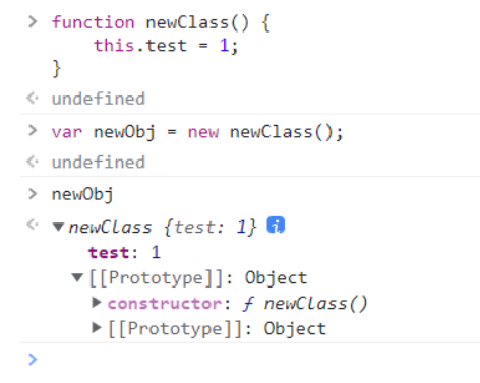 > function newClass() {
this.test = 1;
}
undefined
> var newObj = new newClass();
undefined
> newObj
▼newClass {test: 1} i
test: 1
▼[[Prototype]]: Object
▶constructor: ƒ newClass()
▶[[Prototype]]: Object
>